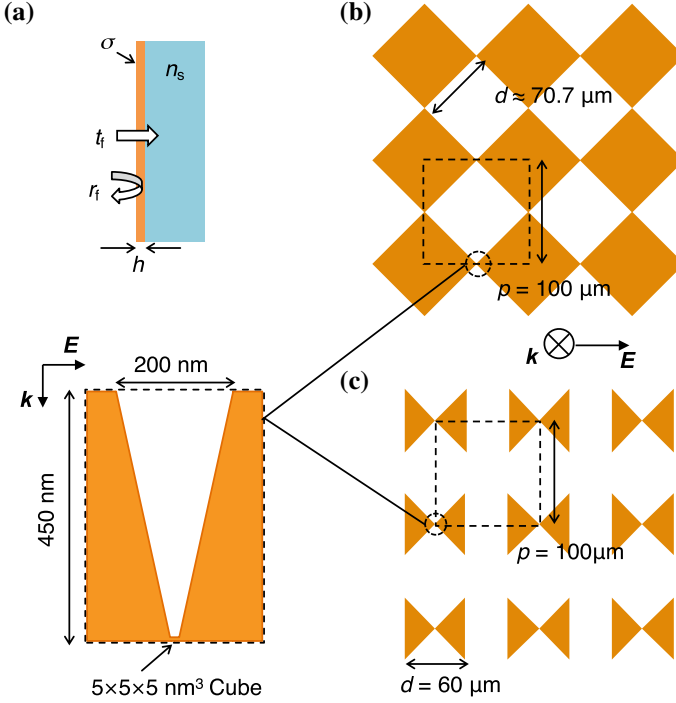 (a)
σ
nₛ
t_f
r_f
h
(b)
d ≈ 70.7 μm
p = 100 μm
k
E
E
k
200 nm
450 nm
5×5×5 nm³ Cube
(c)
p = 100μm
d = 60 μm